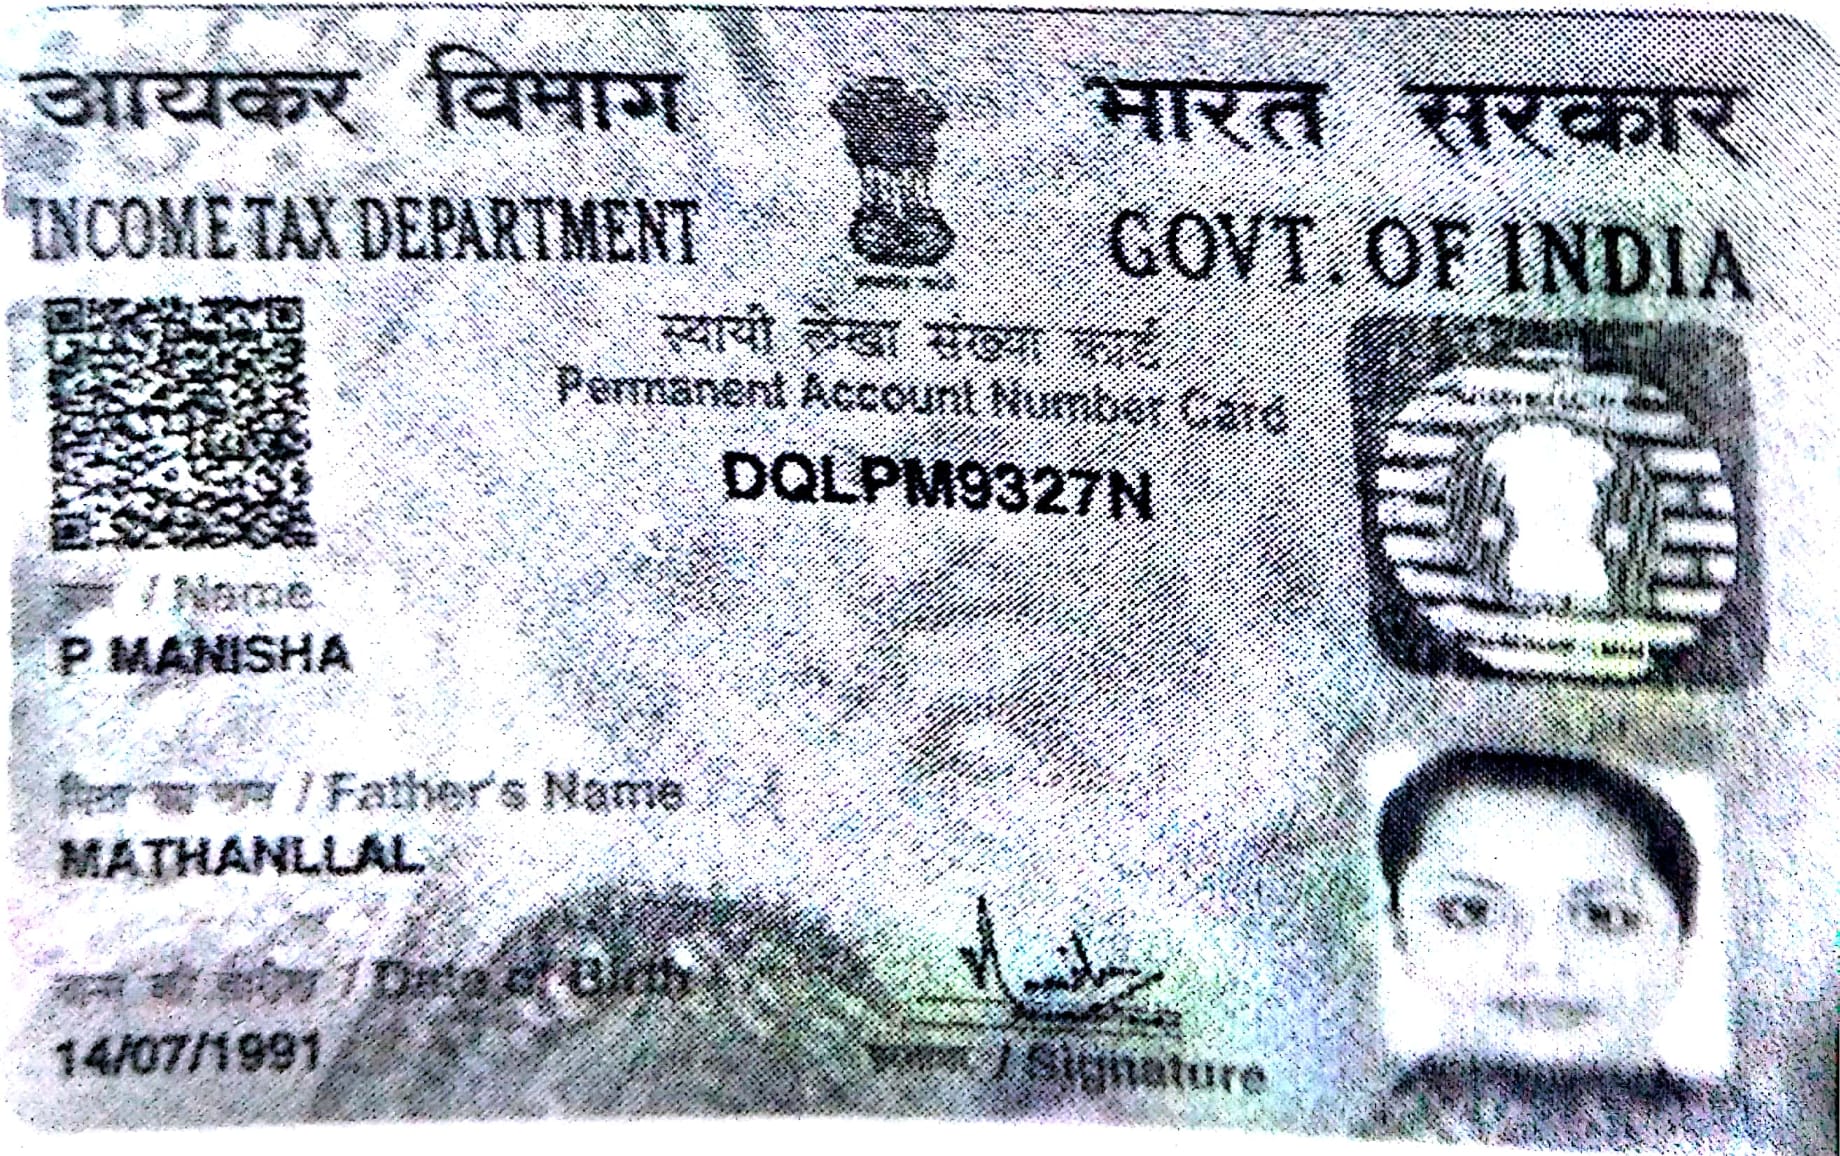 आयकर विभाग
भारत सरकार
INCOME TAX DEPARTMENT
GOVT. OF INDIA
स्थायी लेखा संख्या कार्ड
Permanent Account Number Card
DQLPM9327N
/ Name
P MANISHA
/ Father's Name
MATHANLLAL
/ Date of Birth
14/07/1991
/ Signature